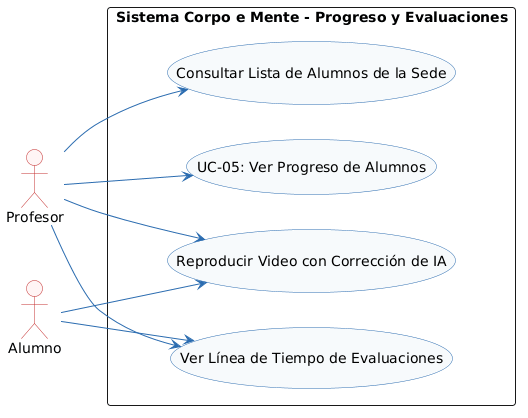 Sistema Corpo e Mente - Progreso y Evaluaciones
Consultar Lista de Alumnos de la Sede
UC-05: Ver Progreso de Alumnos
Profesor
Reproducir Video con Corrección de IA
Alumno
Ver Línea de Tiempo de Evaluaciones